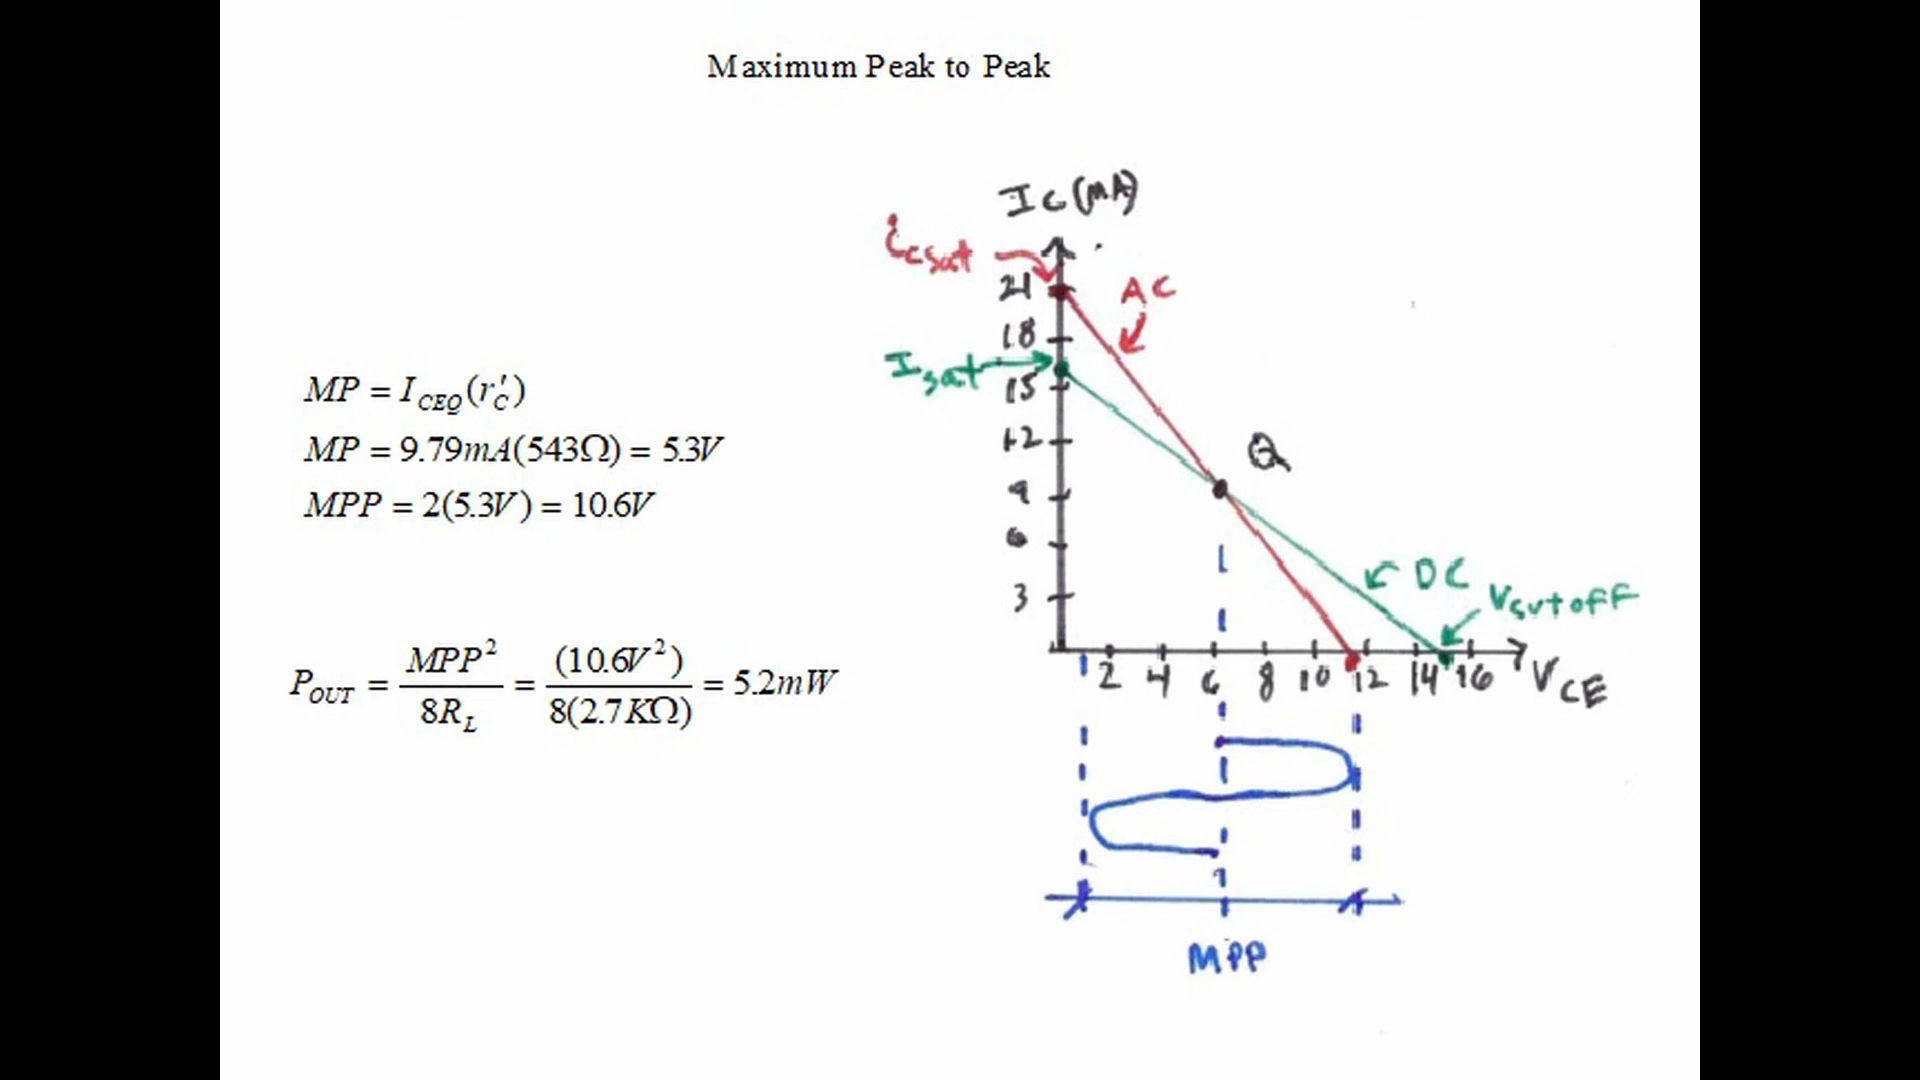 Maximum Peak to Peak
MP = I_CEQ(r'_C)
MP = 9.79mA(543Ω) = 5.3V
MPP = 2(5.3V) = 10.6V
P_OUT = MPP² / 8R_L = (10.6V²) / 8(2.7KΩ) = 5.2mW
Ic (mA)
icsat
21
AC
18
Isat
15
12
Q
9
6
DC
Vcutoff
3
2 4 6 8 10 12 14 16 VCE
MPP